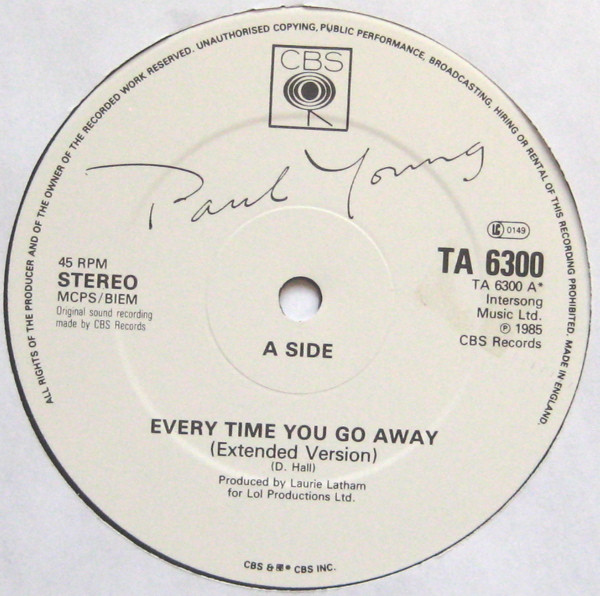 ALL RIGHTS OF THE PRODUCER AND OF THE OWNER OF THE RECORDED WORK RESERVED. UNAUTHORISED COPYING, PUBLIC PERFORMANCE, BROADCASTING, HIRING OR RENTAL OF THIS RECORDING PROHIBITED. MADE IN ENGLAND.
CBS
Paul Young
LC 0149
45 RPM
STEREO
MCPS/BIEM
Original sound recording
made by CBS Records
TA 6300
TA 6300 A*
Intersong
Music Ltd.
℗ 1985
CBS Records
A SIDE
EVERY TIME YOU GO AWAY
(Extended Version)
(D. Hall)
Produced by Laurie Latham
for Lol Productions Ltd.
CBS & ® CBS INC.